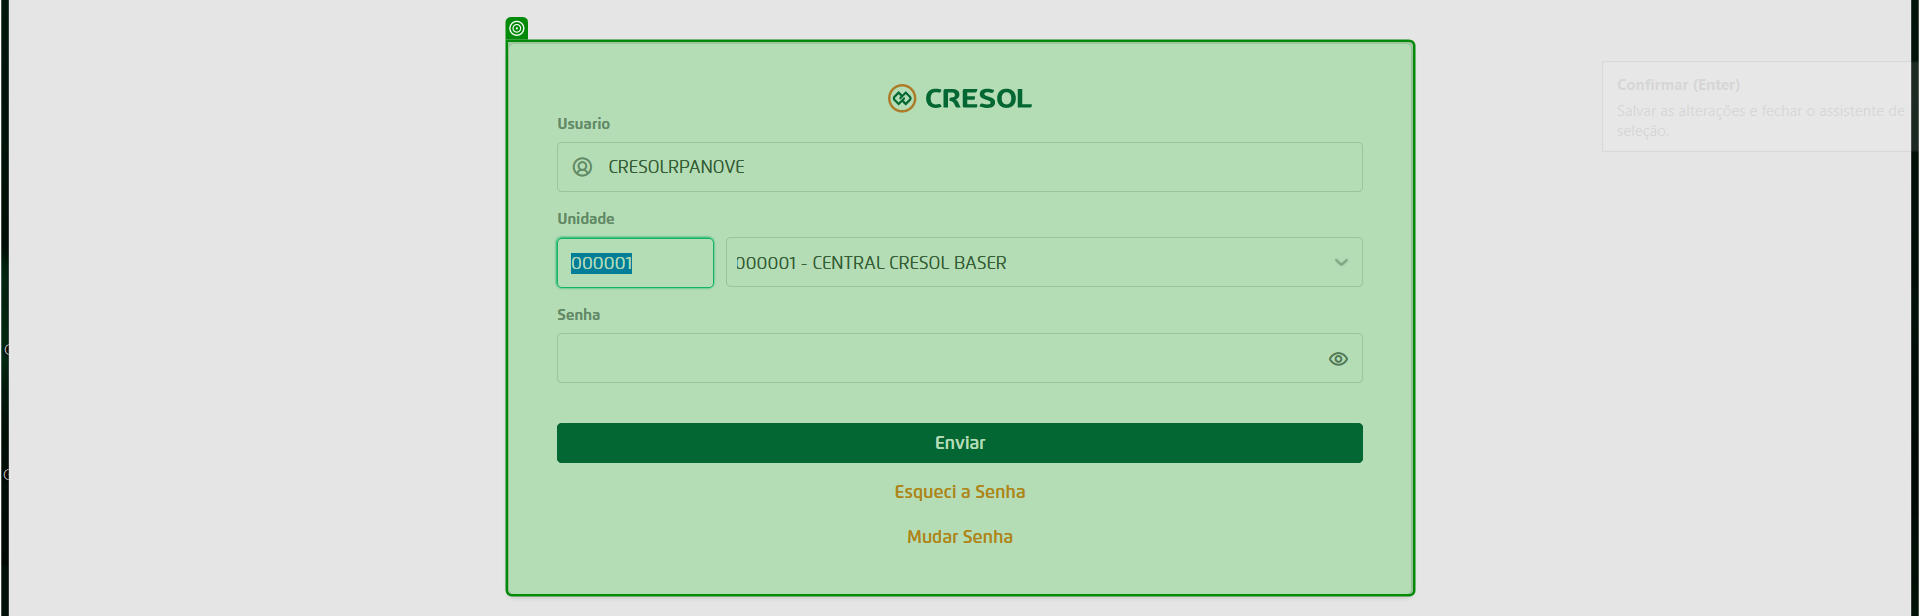 CRESOL
Confirmar (Enter)
Salvar as alterações e fechar o assistente de
seleção.
Usuario
CRESOLRPANOVE
Unidade
000001
000001 - CENTRAL CRESOL BASER
Senha
Enviar
Esqueci a Senha
Mudar Senha